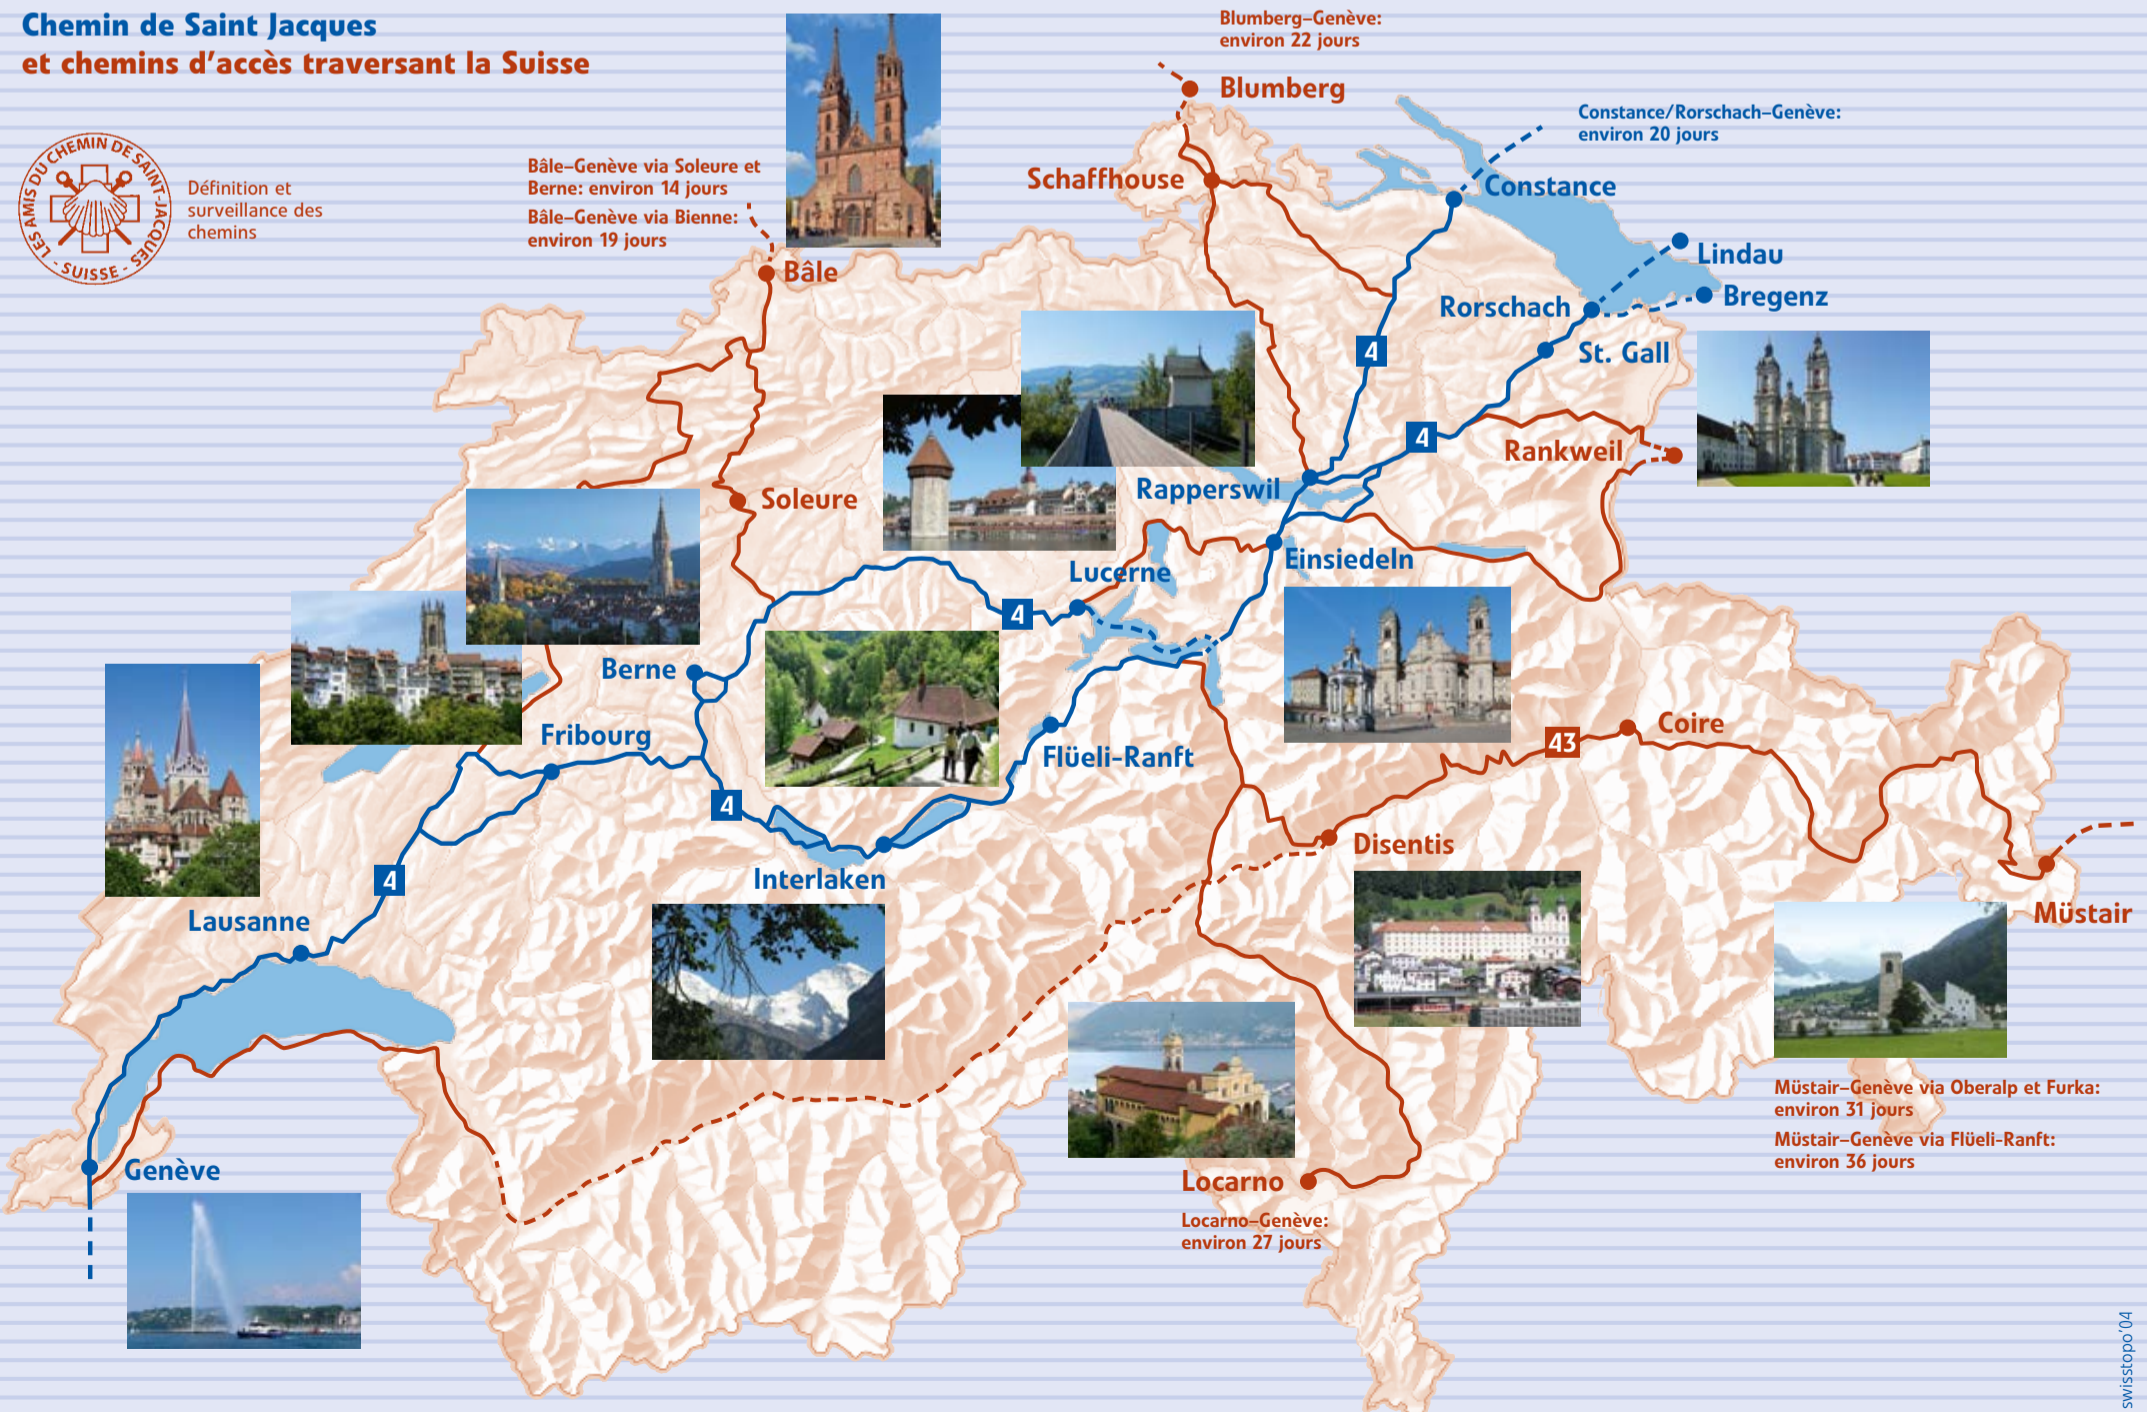 Chemin de Saint Jacques
et chemins d'accès traversant la Suisse
LES AMIS DU CHEMIN DE SAINT-JACQUES - SUISSE -
Définition et
surveillance des
chemins
Bâle–Genève via Soleure et
Berne: environ 14 jours
Bâle–Genève via Bienne:
environ 19 jours
Blumberg–Genève:
environ 22 jours
Blumberg
Constance/Rorschach–Genève:
environ 20 jours
Schaffhouse
Constance
Lindau
Bâle
Bregenz
Rorschach
4
St. Gall
4
Rankweil
Rapperswil
Soleure
Einsiedeln
Lucerne
4
Berne
Coire
Fribourg
43
Flüeli-Ranft
4
Disentis
4
Interlaken
Müstair
Lausanne
Müstair–Genève via Oberalp et Furka:
environ 31 jours
Müstair–Genève via Flüeli-Ranft:
environ 36 jours
Genève
Locarno
Locarno–Genève:
environ 27 jours
swisstopo'04